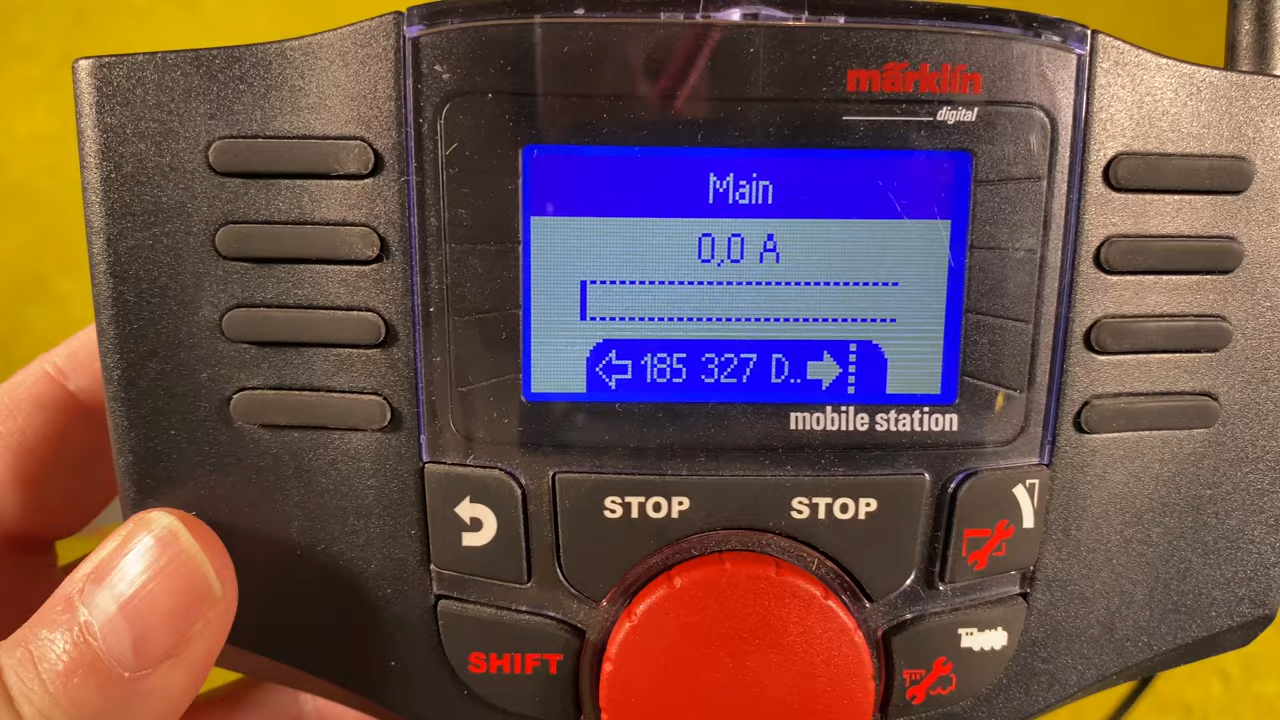 märklin
digital
Main
0,0 A
185 327 D..
mobile station
STOP STOP
SHIFT